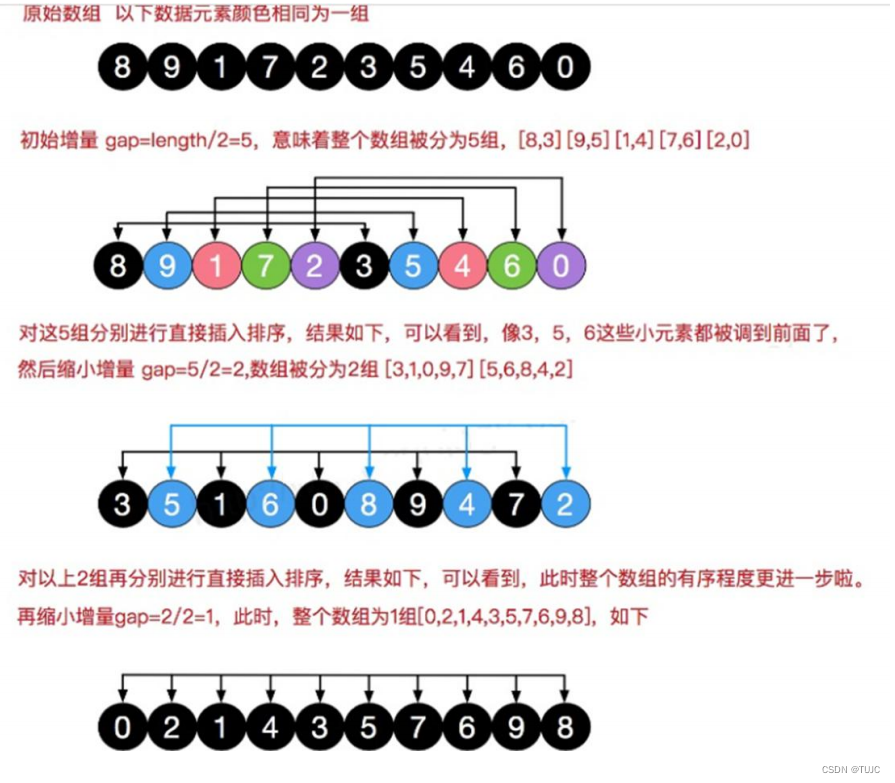 原始数组 以下数据元素颜色相同为一组
8 9 1 7 2 3 5 4 6 0
初始增量 gap=length/2=5，意味着整个数组被分为5组，[8,3][9,5][1,4][7,6][2,0]
8 9 1 7 2 3 5 4 6 0
对这5组分别进行直接插入排序，结果如下，可以看到，像3，5，6这些小元素都被调到前面了，
然后缩小增量 gap=5/2=2,数组被分为2组 [3,1,0,9,7][5,6,8,4,2]
3 5 1 6 0 8 9 4 7 2
对以上2组再分别进行直接插入排序，结果如下，可以看到，此时整个数组的有序程度更进一步啦。
再缩小增量gap=2/2=1，此时，整个数组为1组[0,2,1,4,3,5,7,6,9,8]，如下
0 2 1 4 3 5 7 6 9 8
CSDN @TUJC